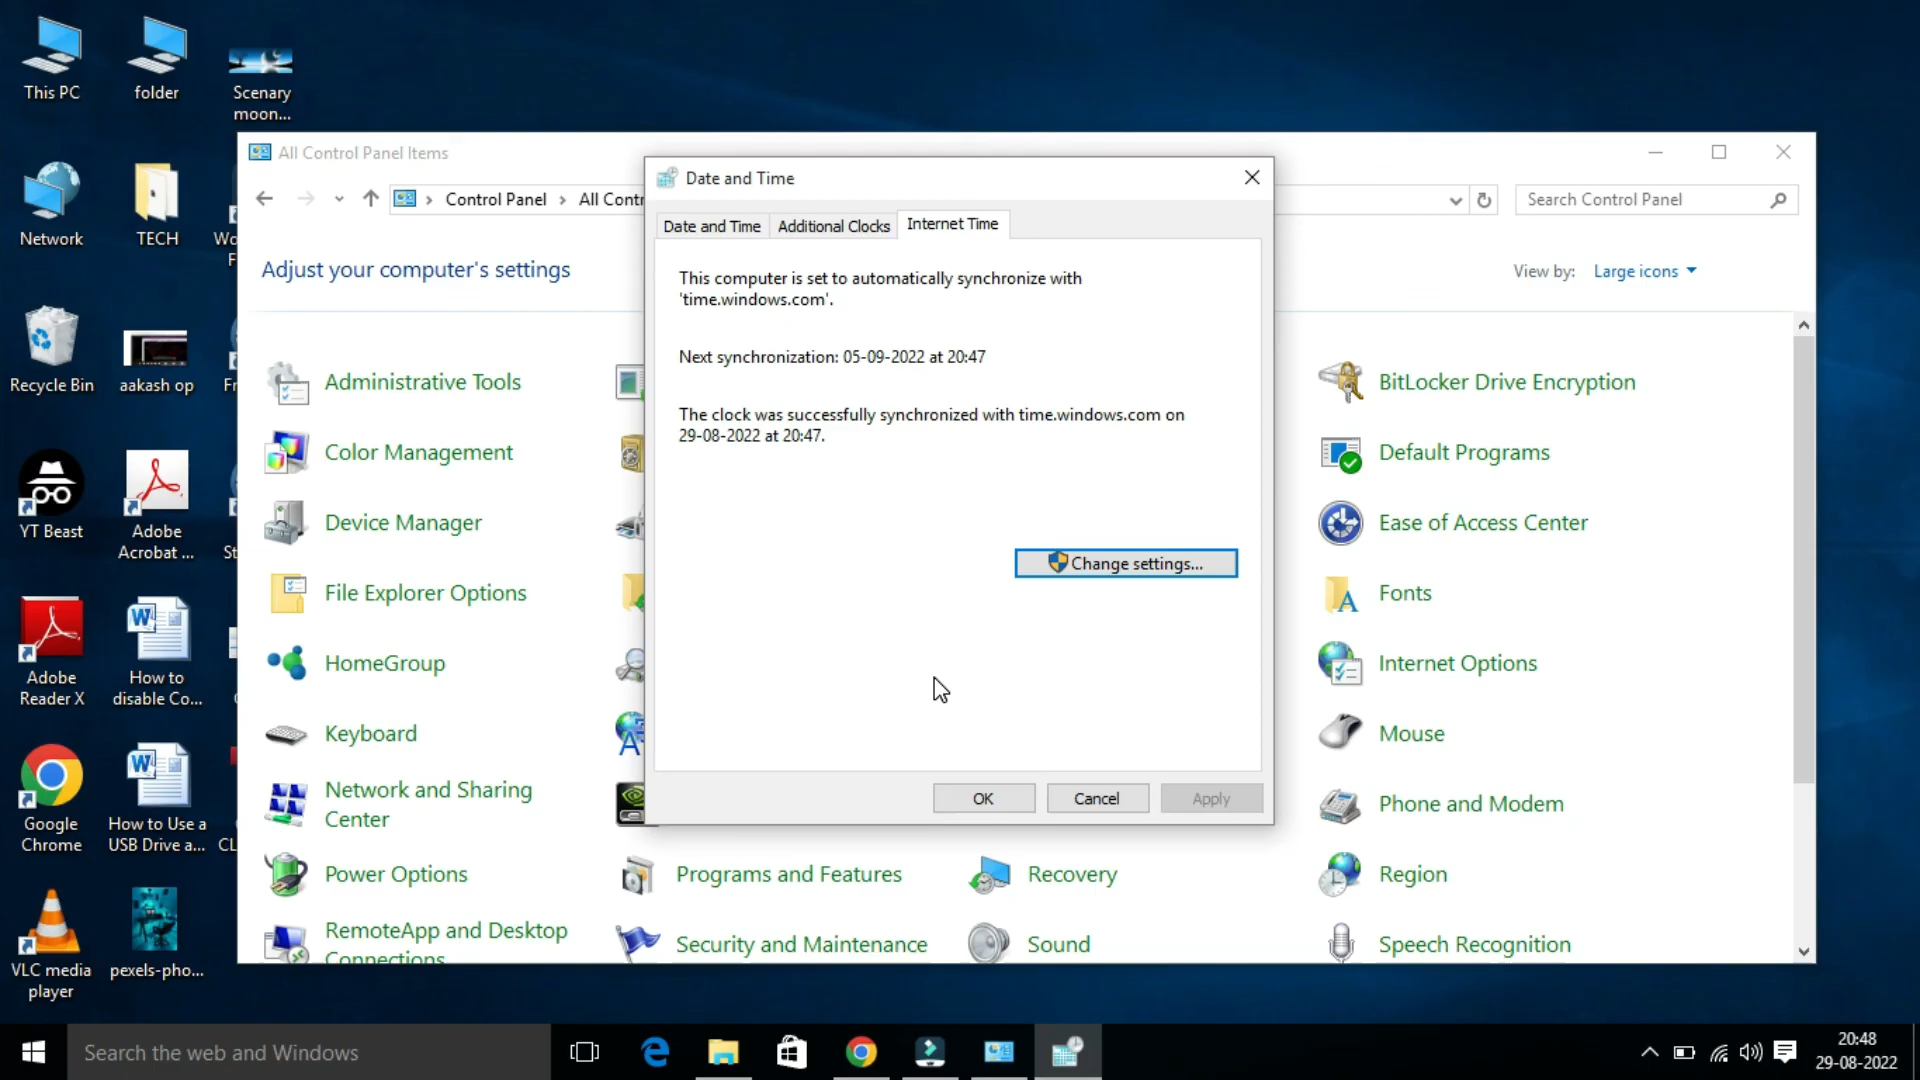 This PC
folder
Scenary
moon...
Network
TECH
Recycle Bin
aakash op
YT Beast
Adobe
Acrobat ...
Adobe
Reader X
How to
disable Co...
Google
Chrome
How to Use a
USB Drive a...
VLC media
player
pexels-pho...
All Control Panel Items
Control Panel
All Contr
Search Control Panel
Adjust your computer's settings
View by:
Large icons
Date and Time
Date and Time
Additional Clocks
Internet Time
This computer is set to automatically synchronize with
'time.windows.com'.
Next synchronization: 05-09-2022 at 20:47
The clock was successfully synchronized with time.windows.com on
29-08-2022 at 20:47.
Change settings...
OK
Cancel
Apply
Administrative Tools
BitLocker Drive Encryption
Color Management
Default Programs
Device Manager
Ease of Access Center
File Explorer Options
Fonts
HomeGroup
Internet Options
Keyboard
Mouse
Network and Sharing
Center
Phone and Modem
Power Options
Programs and Features
Recovery
Region
RemoteApp and Desktop
Connections
Security and Maintenance
Sound
Speech Recognition
Search the web and Windows
20:48
29-08-2022